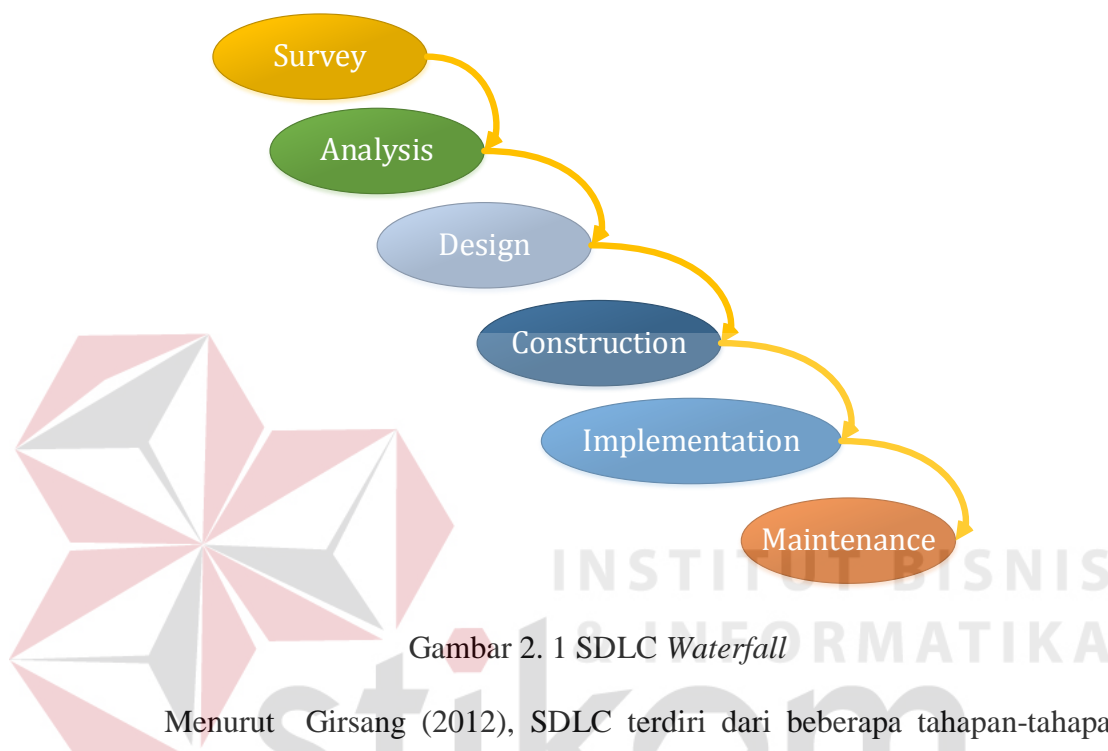 Survey
Analysis
Design
Construction
Implementation
Maintenance
INSTITUT BISNIS
& INFORMATIKA
Gambar 2. 1 SDLC Waterfall
stikom
Menurut Girsang (2012), SDLC terdiri dari beberapa tahapan-tahapa